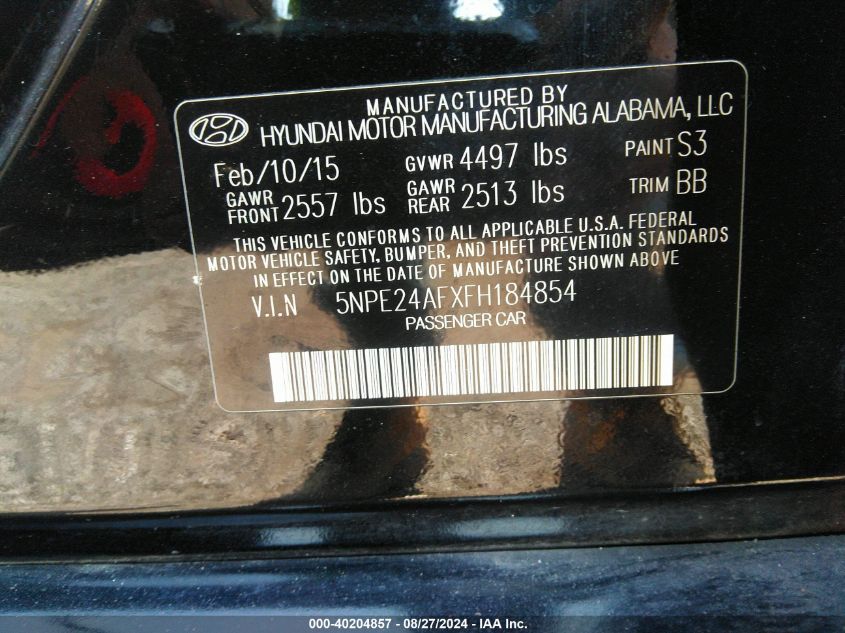 MANUFACTURED BY
HYUNDAI MOTOR MANUFACTURING ALABAMA, LLC
Feb/10/15 GVWR 4497 lbs PAINT S3
GAWR FRONT 2557 lbs GAWR REAR 2513 lbs TRIM BB
THIS VEHICLE CONFORMS TO ALL APPLICABLE U.S.A. FEDERAL
MOTOR VEHICLE SAFETY, BUMPER, AND THEFT PREVENTION STANDARDS
IN EFFECT ON THE DATE OF MANUFACTURE SHOWN ABOVE
V.I.N 5NPE24AFXFH184854
PASSENGER CAR
000-40204857 - 08/27/2024 - IAA Inc.